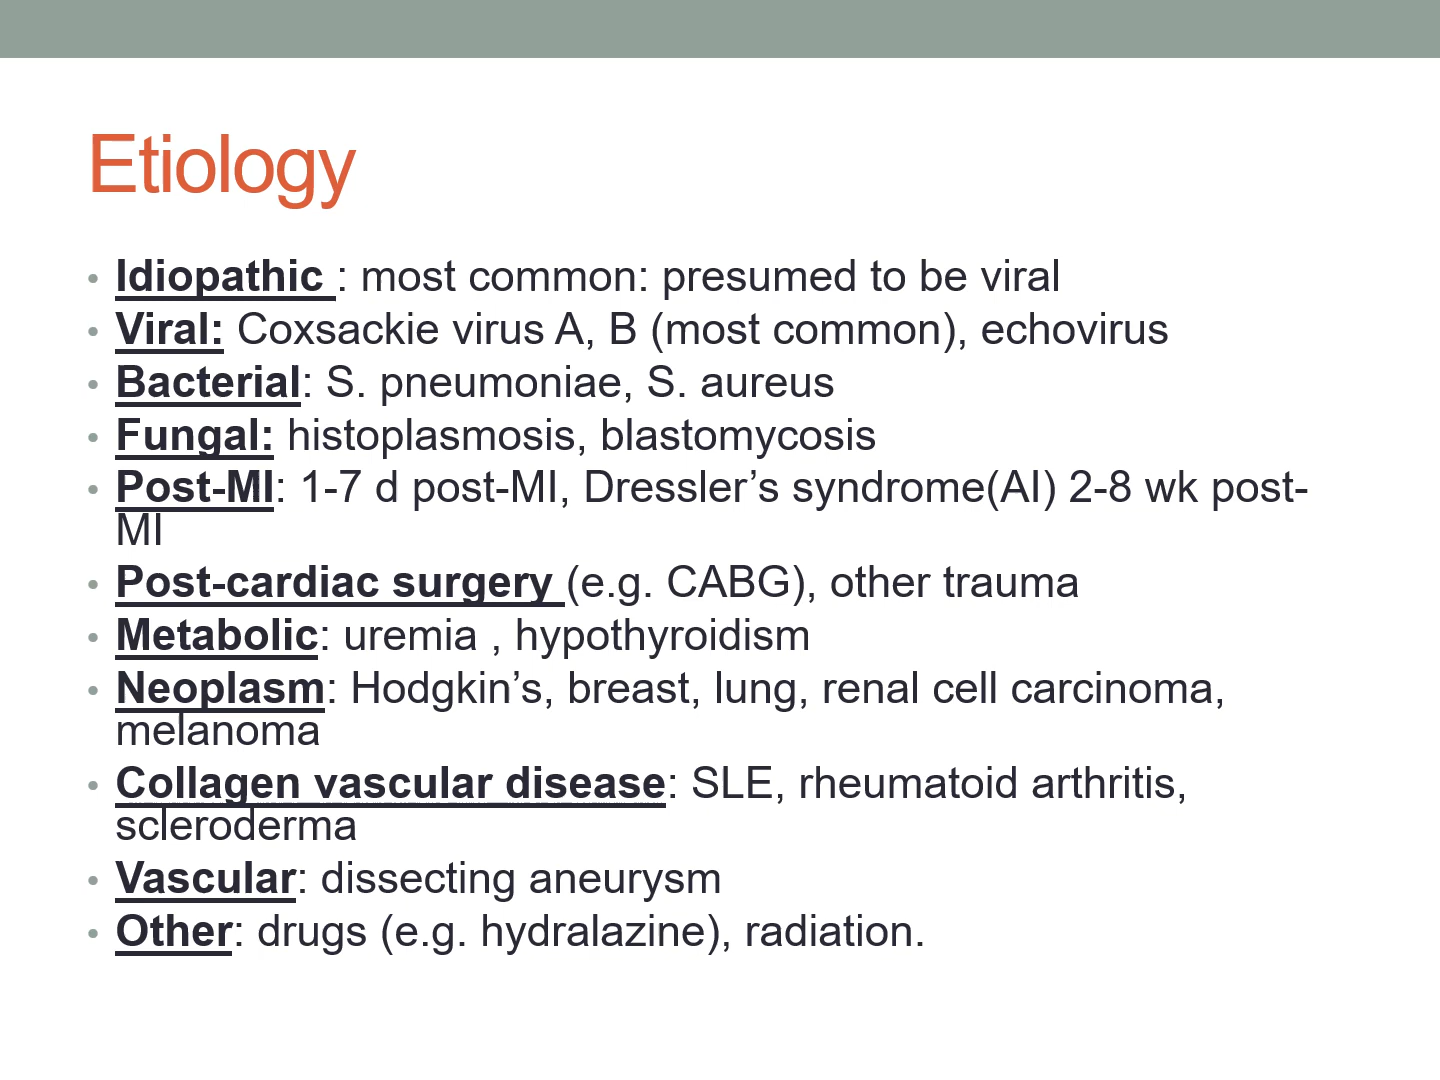 Etiology
• Idiopathic : most common: presumed to be viral
• Viral: Coxsackie virus A, B (most common), echovirus
• Bacterial: S. pneumoniae, S. aureus
• Fungal: histoplasmosis, blastomycosis
• Post-MI: 1-7 d post-MI, Dressler’s syndrome(AI) 2-8 wk post-
MI
• Post-cardiac surgery (e.g. CABG), other trauma
• Metabolic: uremia , hypothyroidism
• Neoplasm: Hodgkin’s, breast, lung, renal cell carcinoma,
melanoma
• Collagen vascular disease: SLE, rheumatoid arthritis,
scleroderma
• Vascular: dissecting aneurysm
• Other: drugs (e.g. hydralazine), radiation.